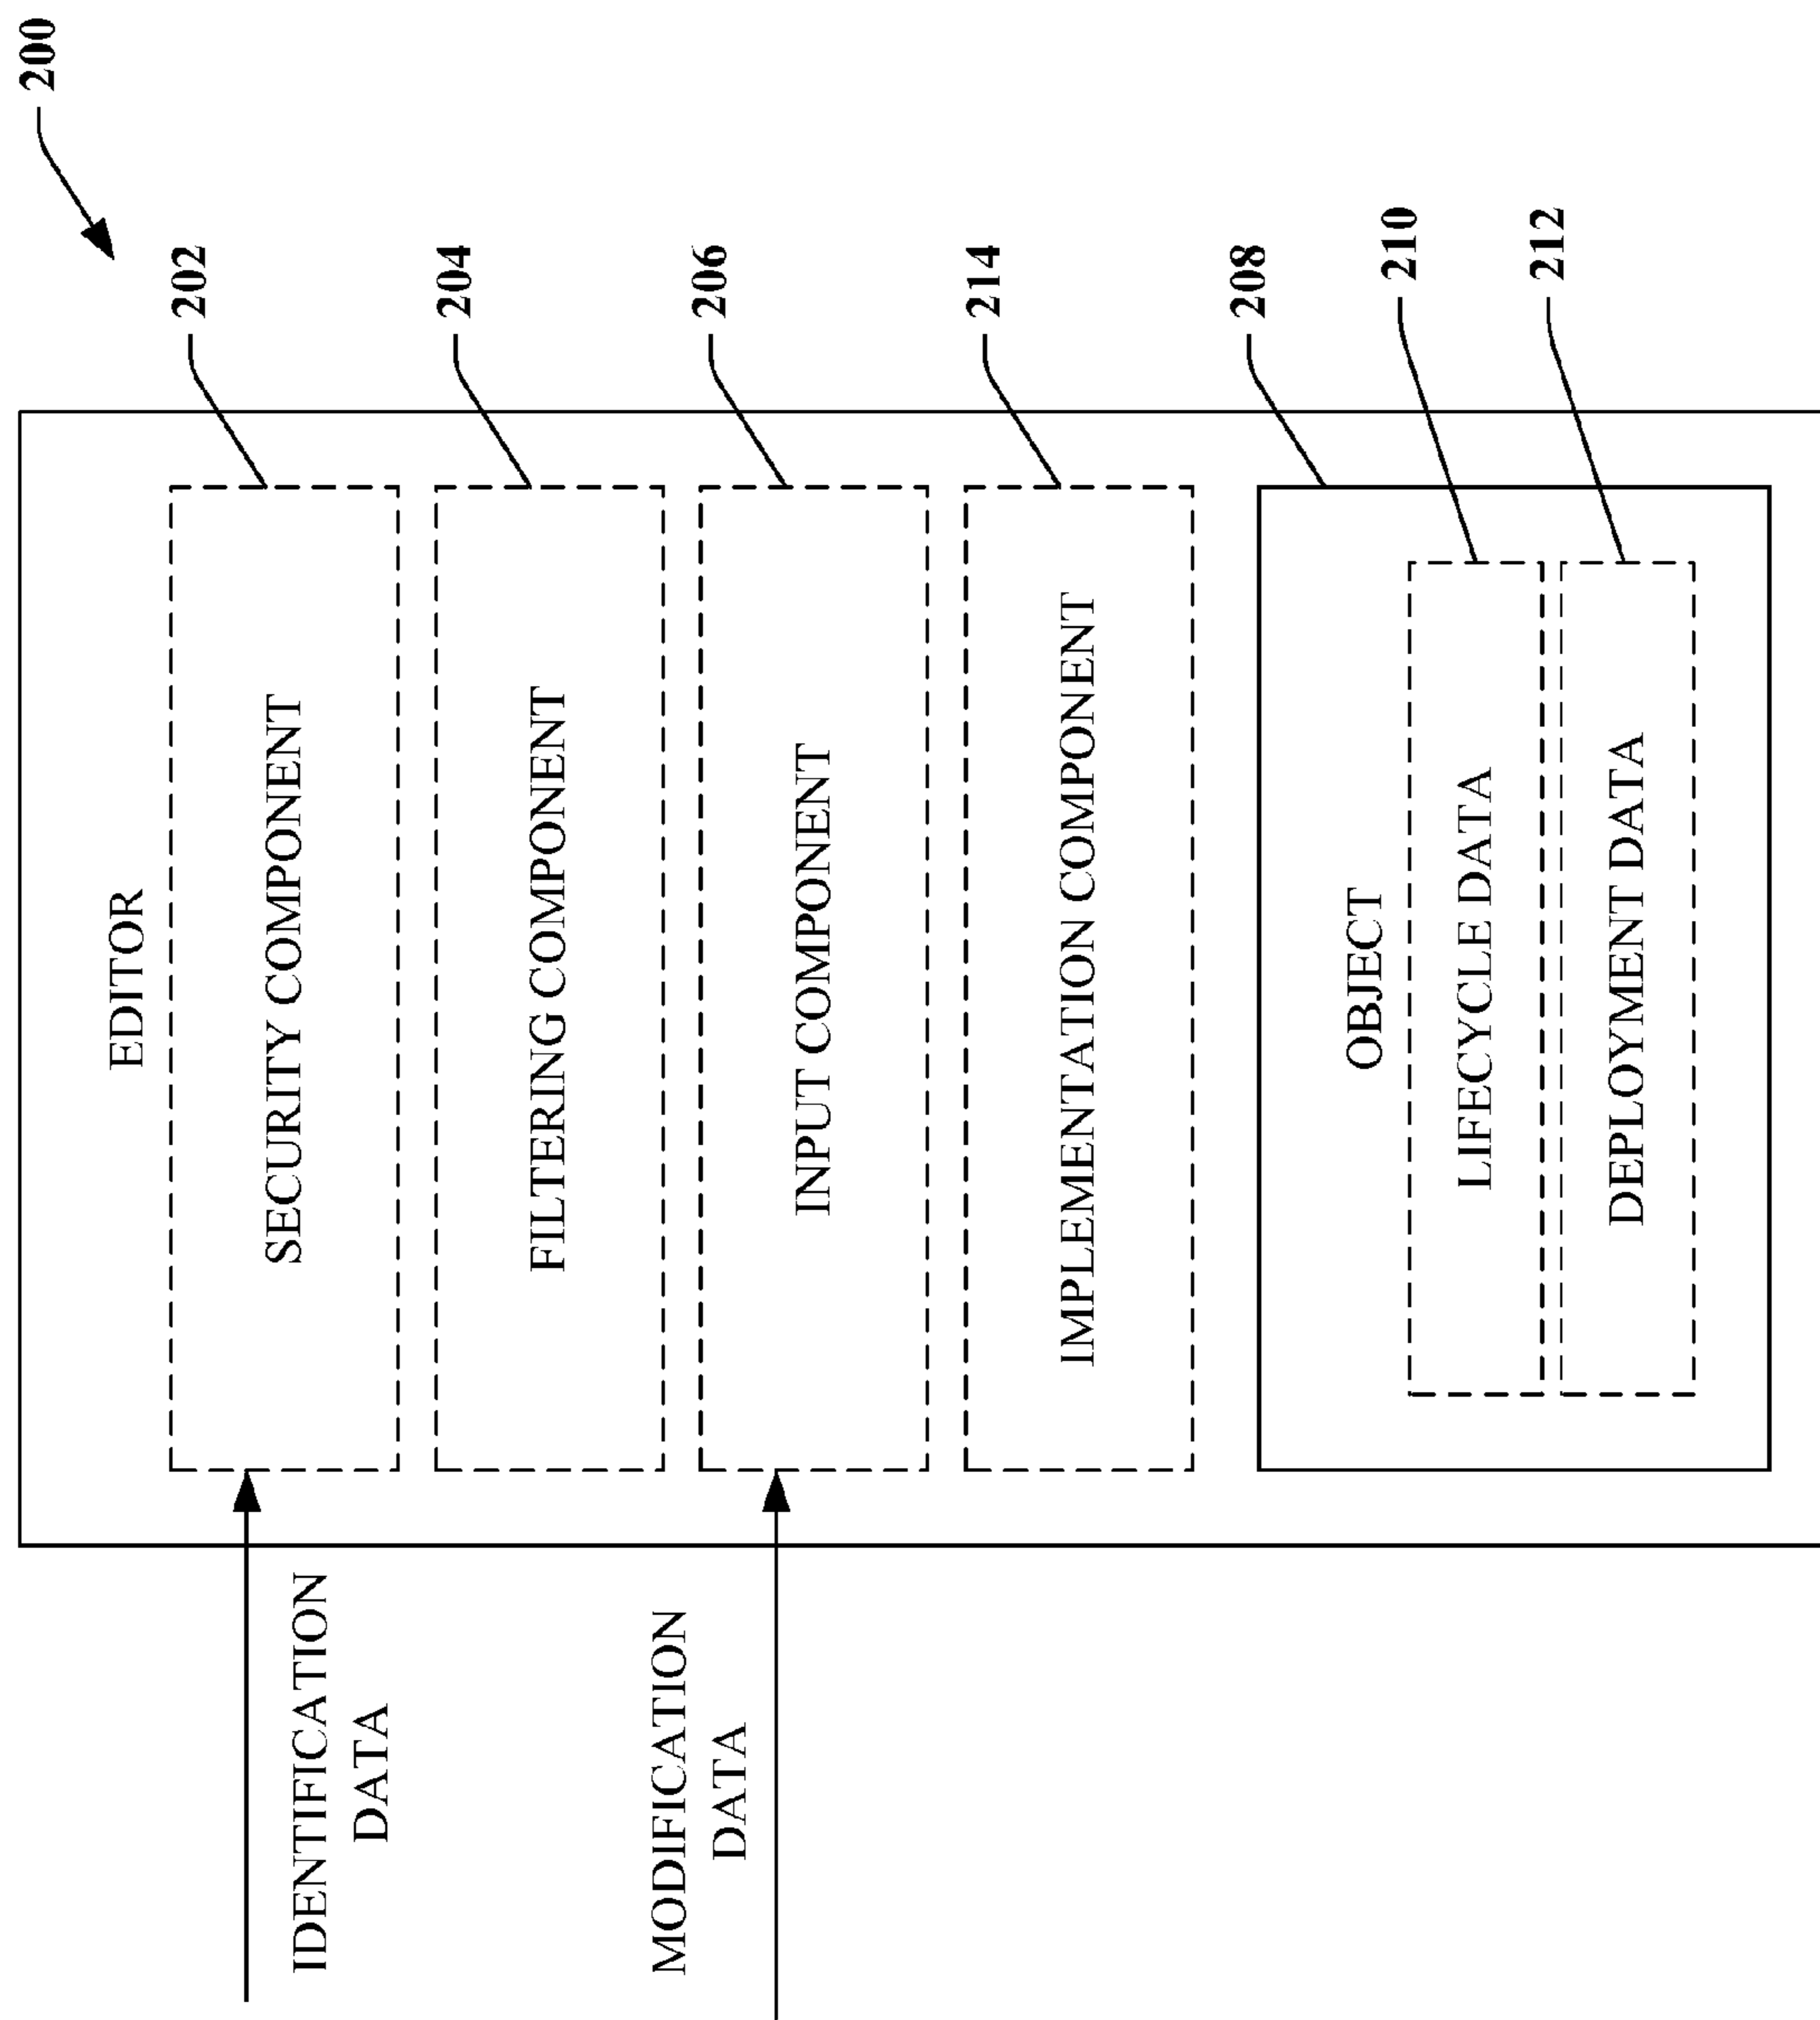 200
EDITOR
IDENTIFICATION
DATA
SECURITY COMPONENT
202
FILTERING COMPONENT
204
MODIFICATION
DATA
INPUT COMPONENT
206
IMPLEMENTATION COMPONENT
214
208
OBJECT
LIFECYCLE DATA
210
DEPLOYMENT DATA
212